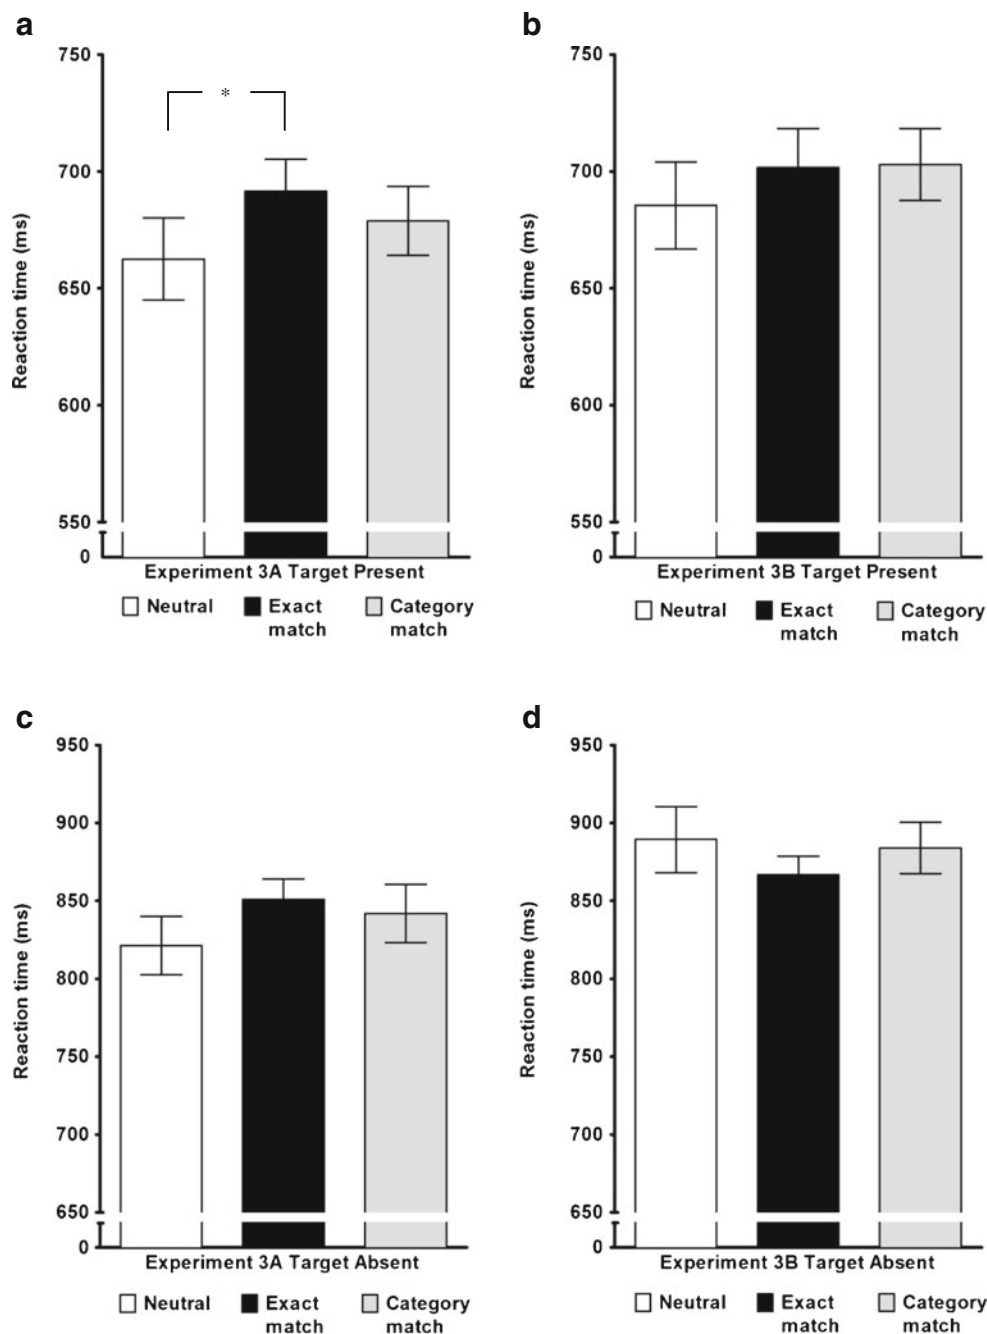 a
750
700
650
600
550
0
Reaction time (ms)
*
Experiment 3A Target Present
Neutral Exact match Category match
b
750
700
650
600
550
0
Reaction time (ms)
Experiment 3B Target Present
Neutral Exact match Category match
c
950
900
850
800
750
700
650
0
Reaction time (ms)
Experiment 3A Target Absent
Neutral Exact match Category match
d
950
900
850
800
750
700
650
0
Reaction time (ms)
Experiment 3B Target Absent
Neutral Exact match Category match